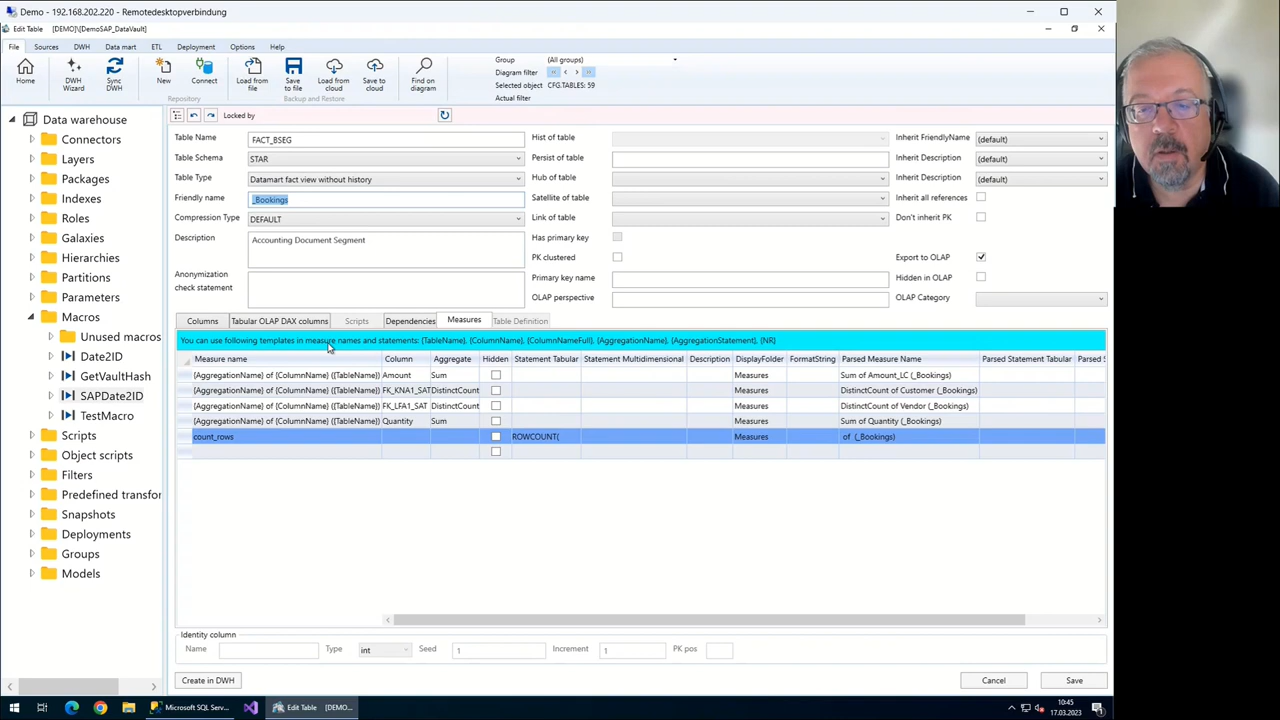 Demo - 192.168.202.220 - Remotedesktopverbindung
Edit Table [DEMO]\[DemoSAP_DataVault]
File Sources DWH Data mart ETL Deployment Options Help
Home DWH Wizard Sync DWH New Connect Load from file Save to file Load from cloud Save to cloud Find on diagram
Repository Backup and Restore
Group (All groups)
Diagram filter
Selected object CFG.TABLES: 59
Actual filter
Data warehouse
Connectors
Layers
Packages
Indexes
Roles
Galaxies
Hierarchies
Partitions
Parameters
Macros
Unused macros
Date2ID
GetVaultHash
SAPDate2ID
TestMacro
Scripts
Object scripts
Filters
Predefined transfor
Snapshots
Deployments
Groups
Models
Locked by
Table Name FACT_BSEG
Table Schema STAR
Table Type Datamart fact view without history
Friendly name _Bookings
Compression Type DEFAULT
Description Accounting Document Segment
Anonymization check statement
Hist of table
Persist of table
Hub of table
Satellite of table
Link of table
Has primary key
PK clustered
Primary key name
OLAP perspective
Inherit FriendlyName (default)
Inherit Description (default)
Inherit Description (default)
Inherit all references
Don't inherit PK
Export to OLAP
Hidden in OLAP
OLAP Category
Columns Tabular OLAP DAX columns Scripts Dependencies Measures Table Definition
You can use following templates in measure names and statements: {TableName}, {ColumnName}, {ColumnNameFull}, {AggregationName}, {AggregationStatement}, {NR}
Measure name Column Aggregate Hidden Statement Tabular Statement Multidimensional Description DisplayFolder FormatString Parsed Measure Name Parsed Statement Tabular Parsed S
{AggregationName} of {ColumnName} ({TableName}) Amount Sum Measures Sum of Amount_LC (_Bookings)
{AggregationName} of {ColumnName} ({TableName}) FK_KNA1_SAT DistinctCount Measures DistinctCount of Customer (_Bookings)
{AggregationName} of {ColumnName} ({TableName}) FK_LFA1_SAT DistinctCount Measures DistinctCount of Vendor (_Bookings)
{AggregationName} of {ColumnName} ({TableName}) Quantity Sum Measures Sum of Quantity (_Bookings)
count_rows ROWCOUNT( Measures of (_Bookings)
Identity column
Name Type int Seed 1 Increment 1 PK pos
Create in DWH Cancel Save
Microsoft SQL Serv... Edit Table [DEMO... 10:45
17.03.2023